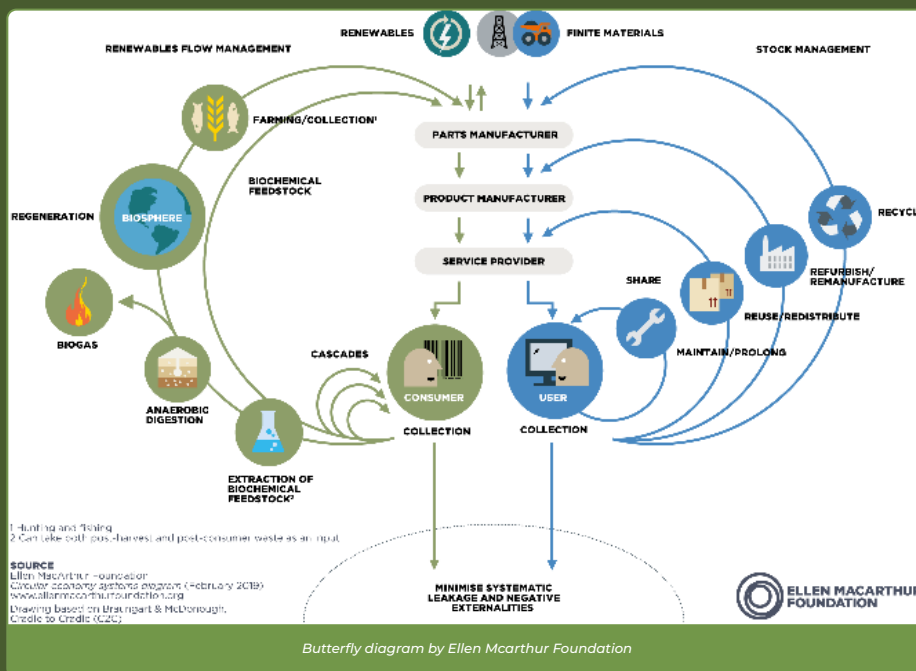 RENEWABLES
FINITE MATERIALS
RENEWABLES FLOW MANAGEMENT
STOCK MANAGEMENT
FARMING/COLLECTION¹
PARTS MANUFACTURER
BIOCHEMICAL
FEEDSTOCK
PRODUCT MANUFACTURER
REGENERATION
BIOSPHERE
RECYCL
SERVICE PROVIDER
SHARE
REFURBISH/
REMANUFACTURE
REUSE/REDISTRIBUTE
BIOGAS
MAINTAIN/PROLONG
CASCADES
CONSUMER
USER
ANAEROBIC
DIGESTION
COLLECTION
COLLECTION
EXTRACTION OF
BIOCHEMICAL
FEEDSTOCK²
1 Hunting and fishing
2 Can take both post-harvest and post-consumer waste as an input
SOURCE
Ellen MacArthur Foundation
Circular economy systems diagram (February 2019)
www.ellenmacarthurfoundation.org
Drawing based on Braungart & McDonough,
Cradle to Cradle (C2C)
MINIMISE SYSTEMATIC
LEAKAGE AND NEGATIVE
EXTERNALITIES
ELLEN MACARTHUR
FOUNDATION
Butterfly diagram by Ellen Mcarthur Foundation